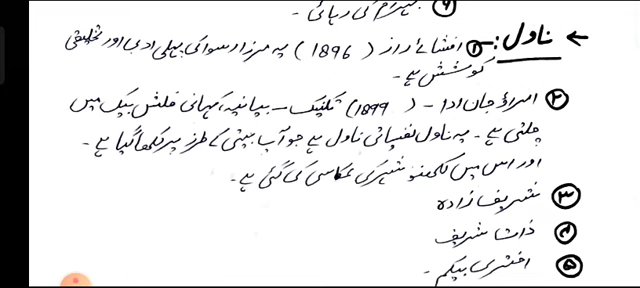 کی رہائی۔
← ناول: ① افشائے راز ( 1896 ) یہ مرزا رسوا کی پہلی ادبی اور تخلیقی
کوشش ہے۔
② امراؤ جان ادا - ( 1899) تکنیک - بیانیہ، کہانی فلش بیک میں
چلتی ہے۔ یہ ناول نفسیاتی ناول ہے جو آپ بیتی کے طرز پر لکھا گیا ہے۔
اور اس میں لکھنؤ شہر کی عکاسی کی گئی ہے۔
③ شریف زادہ
④ ذات شریف
⑤ اختری بیگم۔